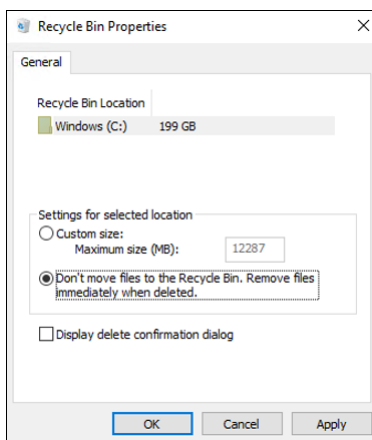 Recycle Bin Properties
General
Recycle Bin Location
Windows (C:) 199 GB
Settings for selected location
Custom size:
Maximum size (MB): 12287
Don't move files to the Recycle Bin. Remove files
immediately when deleted.
Display delete confirmation dialog
OK Cancel Apply